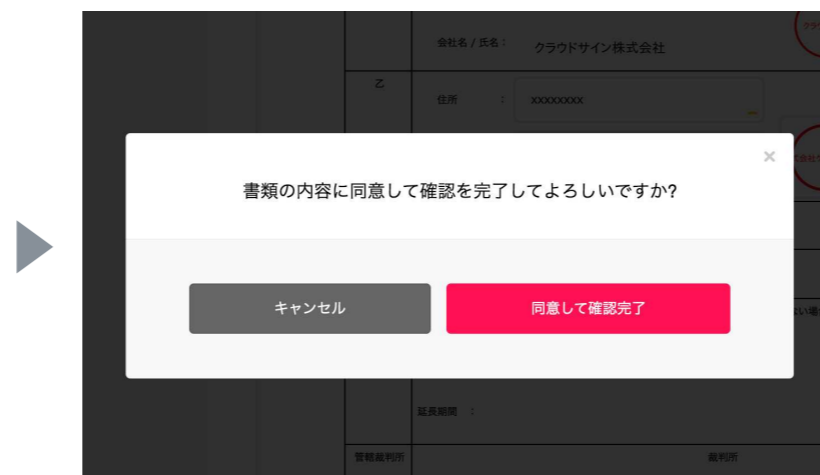 会社名 / 氏名：
クラウドサイン株式会社
乙
住所 ：
xxxxxxxx
×
書類の内容に同意して確認を完了してよろしいですか?
キャンセル
同意して確認完了
延長期間 ：
管轄裁判所
裁判所